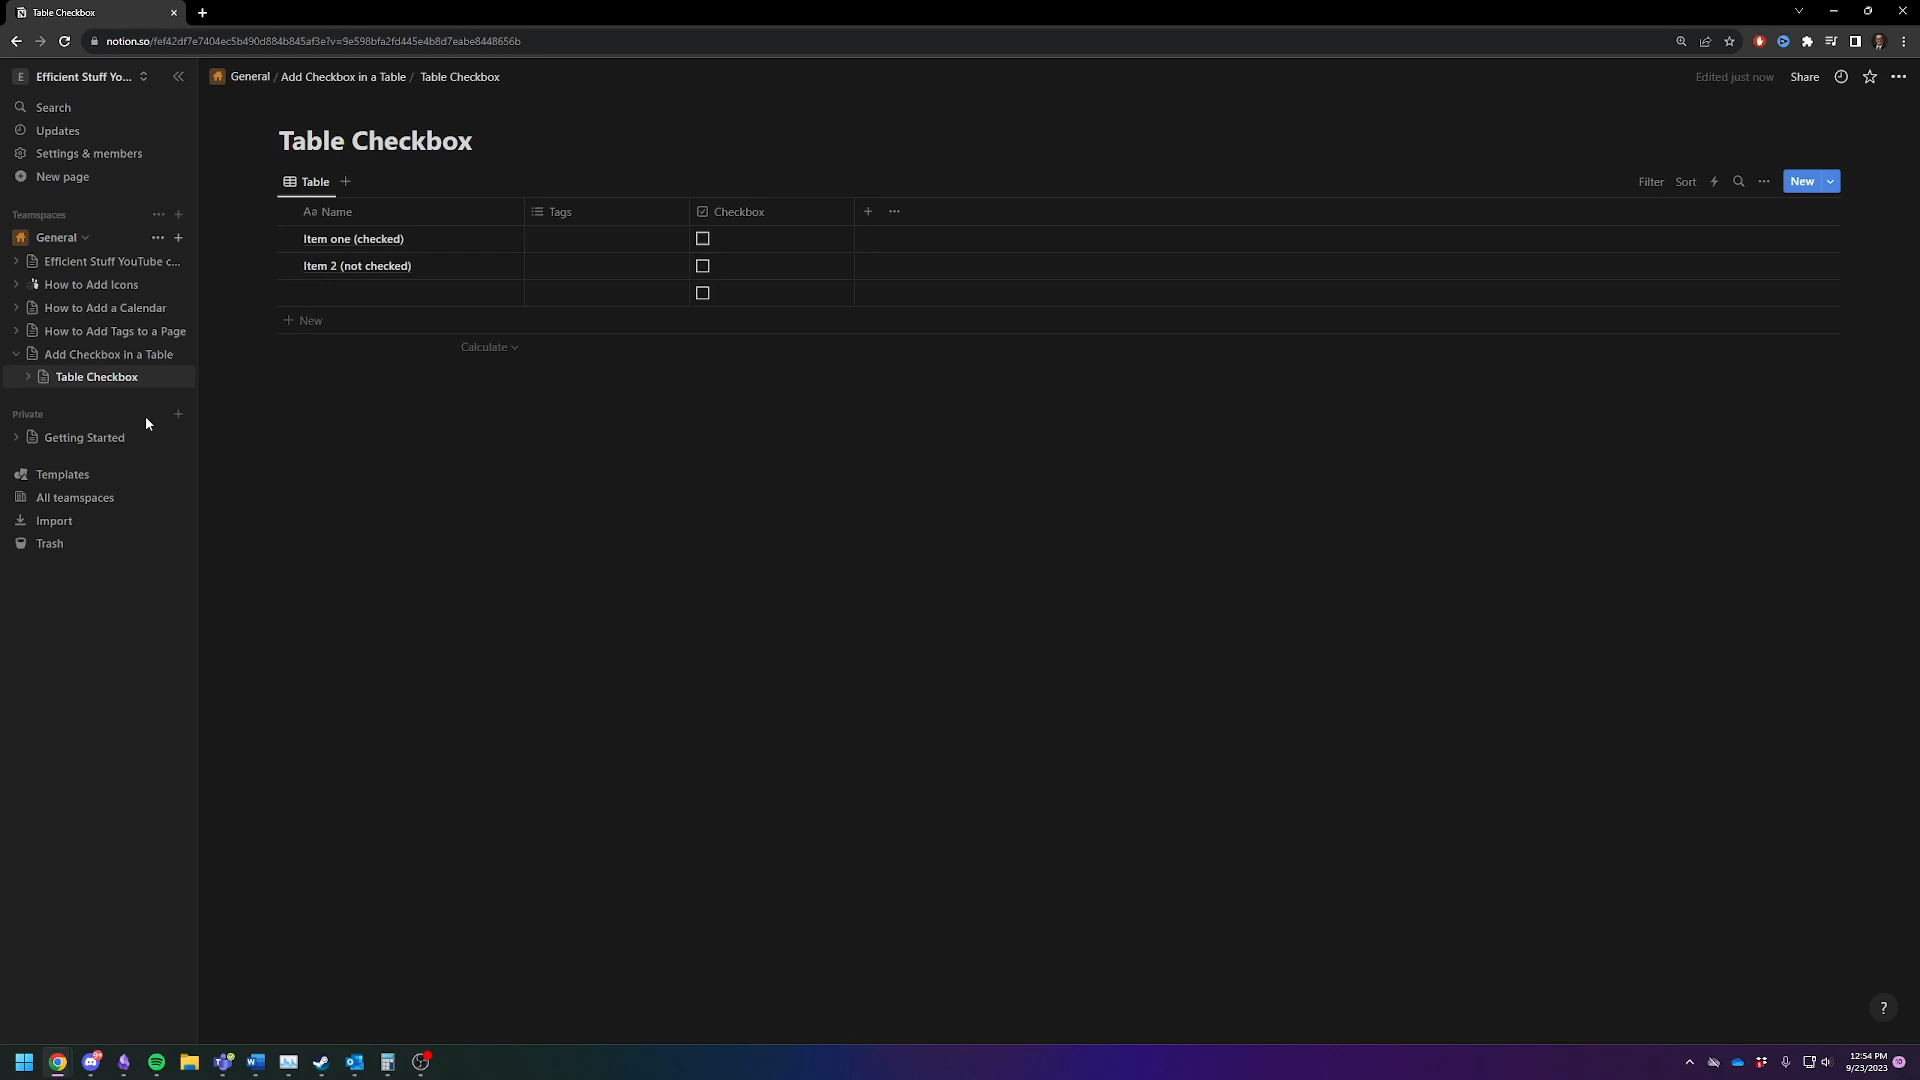 Table Checkbox
notion.so/fef42df7e7404ec5b490d884b845af3e?v=9e598bfa2fd445e4b8d7eabe8448656b
E Efficient Stuff Yo...
General / Add Checkbox in a Table / Table Checkbox
Edited just now Share
Search
Updates
Settings & members
New page
Teamspaces
General
Efficient Stuff YouTube c...
How to Add Icons
How to Add a Calendar
How to Add Tags to a Page
Add Checkbox in a Table
Table Checkbox
Private
Getting Started
Templates
All teamspaces
Import
Trash
Table Checkbox
Table
Filter Sort New
Aa Name Tags Checkbox
Item one (checked)
Item 2 (not checked)
New
Calculate
?
12:54 PM
9/23/2023
10